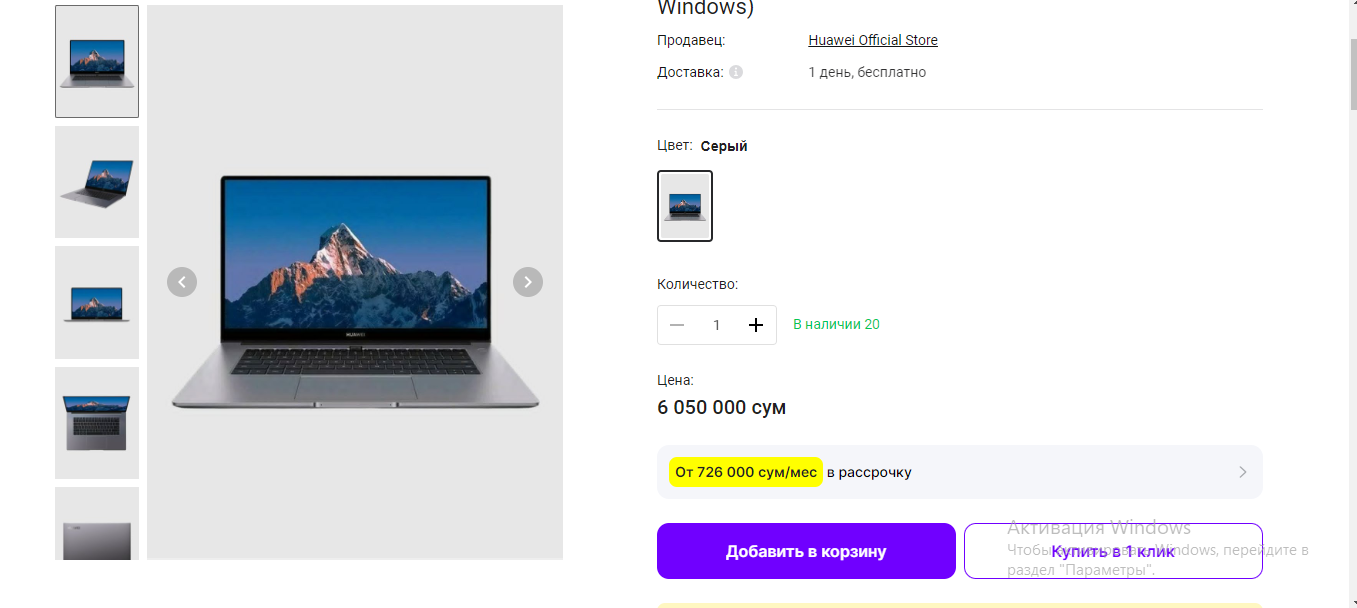 Windows)
Продавец: Huawei Official Store
Доставка: 1 день, бесплатно
Цвет: Серый
HUAWEI
Количество:
1
В наличии 20
Цена:
6 050 000 сум
От 726 000 сум/мес в рассрочку
Добавить в корзину
Купить в 1 клик
Активация Windows
Чтобы активировать Windows, перейдите в
раздел "Параметры".